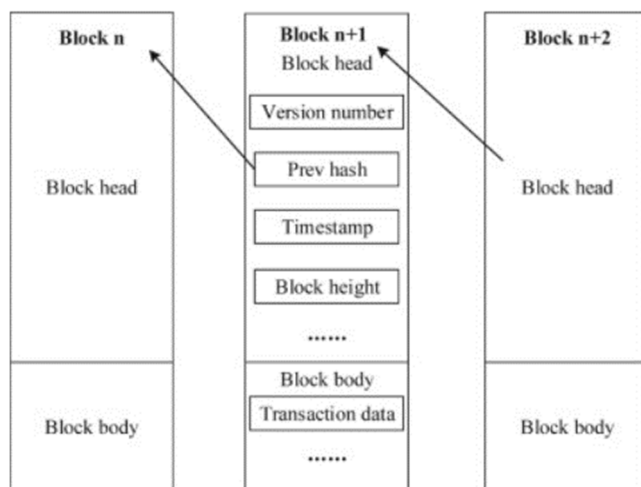 Block n
Block head
Block body
Block n+1
Block head
Version number
Prev hash
Timestamp
Block height
......
Block body
Transaction data
......
Block n+2
Block head
Block body